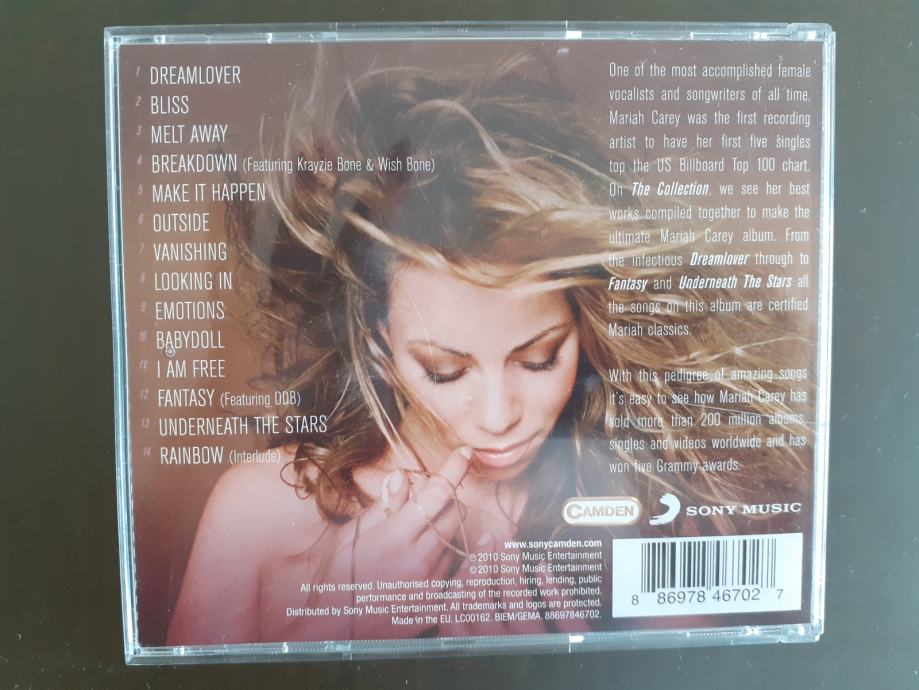 1 DREAMLOVER
2 BLISS
3 MELT AWAY
4 BREAKDOWN (Featuring Krayzie Bone & Wish Bone)
5 MAKE IT HAPPEN
6 OUTSIDE
7 VANISHING
8 LOOKING IN
9 EMOTIONS
10 BABYDOLL
11 I AM FREE
12 FANTASY (Featuring ODB)
13 UNDERNEATH THE STARS
14 RAINBOW (Interlude)
One of the most accomplished female
vocalists and songwriters of all time,
Mariah Carey was the first recording
artist to have her first five singles
top the US Billboard Top 100 chart.
On The Collection, we see her best
works compiled together to make the
ultimate Mariah Carey album. From
the infectious Dreamlover through to
Fantasy and Underneath The Stars all
the songs on this album are certified
Mariah classics.
With this pedigree of amazing songs
it's easy to see how Mariah Carey has
sold more than 200 million albums,
singles and videos worldwide and has
won five Grammy awards.
CAMDEN
SONY MUSIC
www.sonycamden.com
℗ 2010 Sony Music Entertainment
© 2010 Sony Music Entertainment
All rights reserved. Unauthorised copying, reproduction, hiring, lending, public
performance and broadcasting of the recorded work prohibited.
Distributed by Sony Music Entertainment. All trademarks and logos are protected.
Made in the EU. LC00162. BIEM/GEMA. 88697846702.
8 86978 46702 7